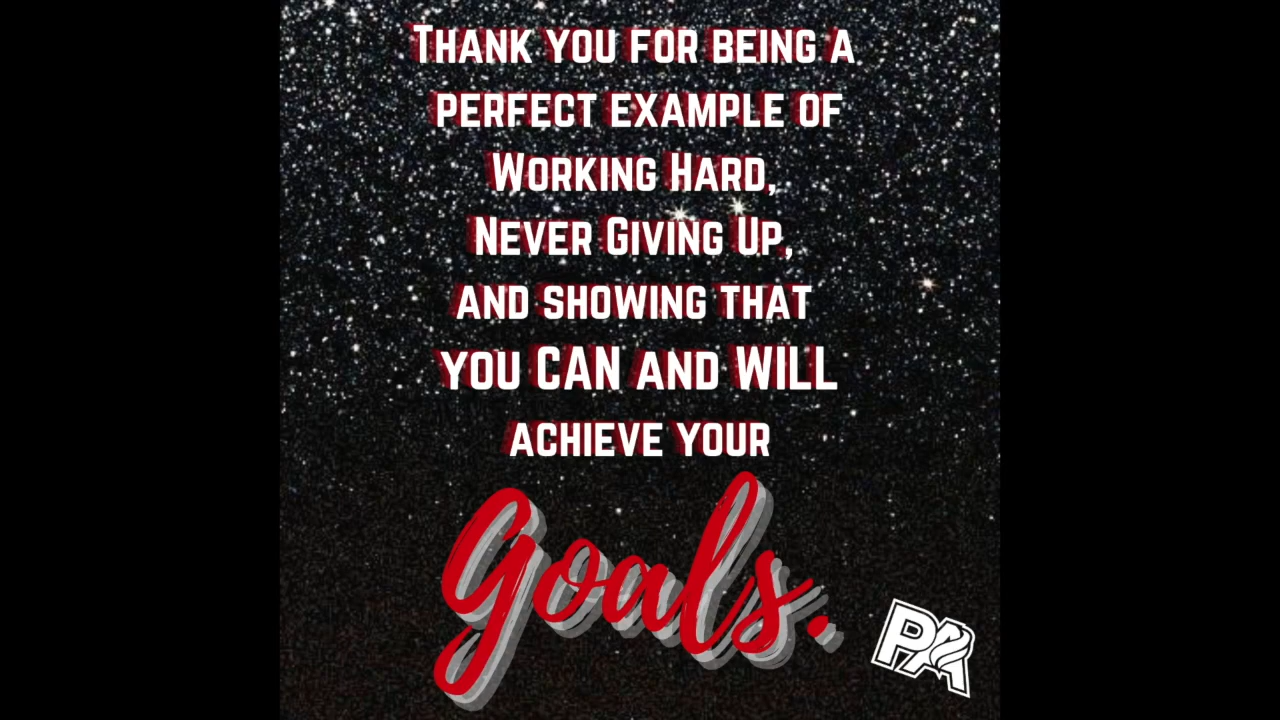 Thank you for being a
perfect example of
Working Hard,
Never Giving Up,
and showing that
you CAN and WILL
achieve your
goals.
PA